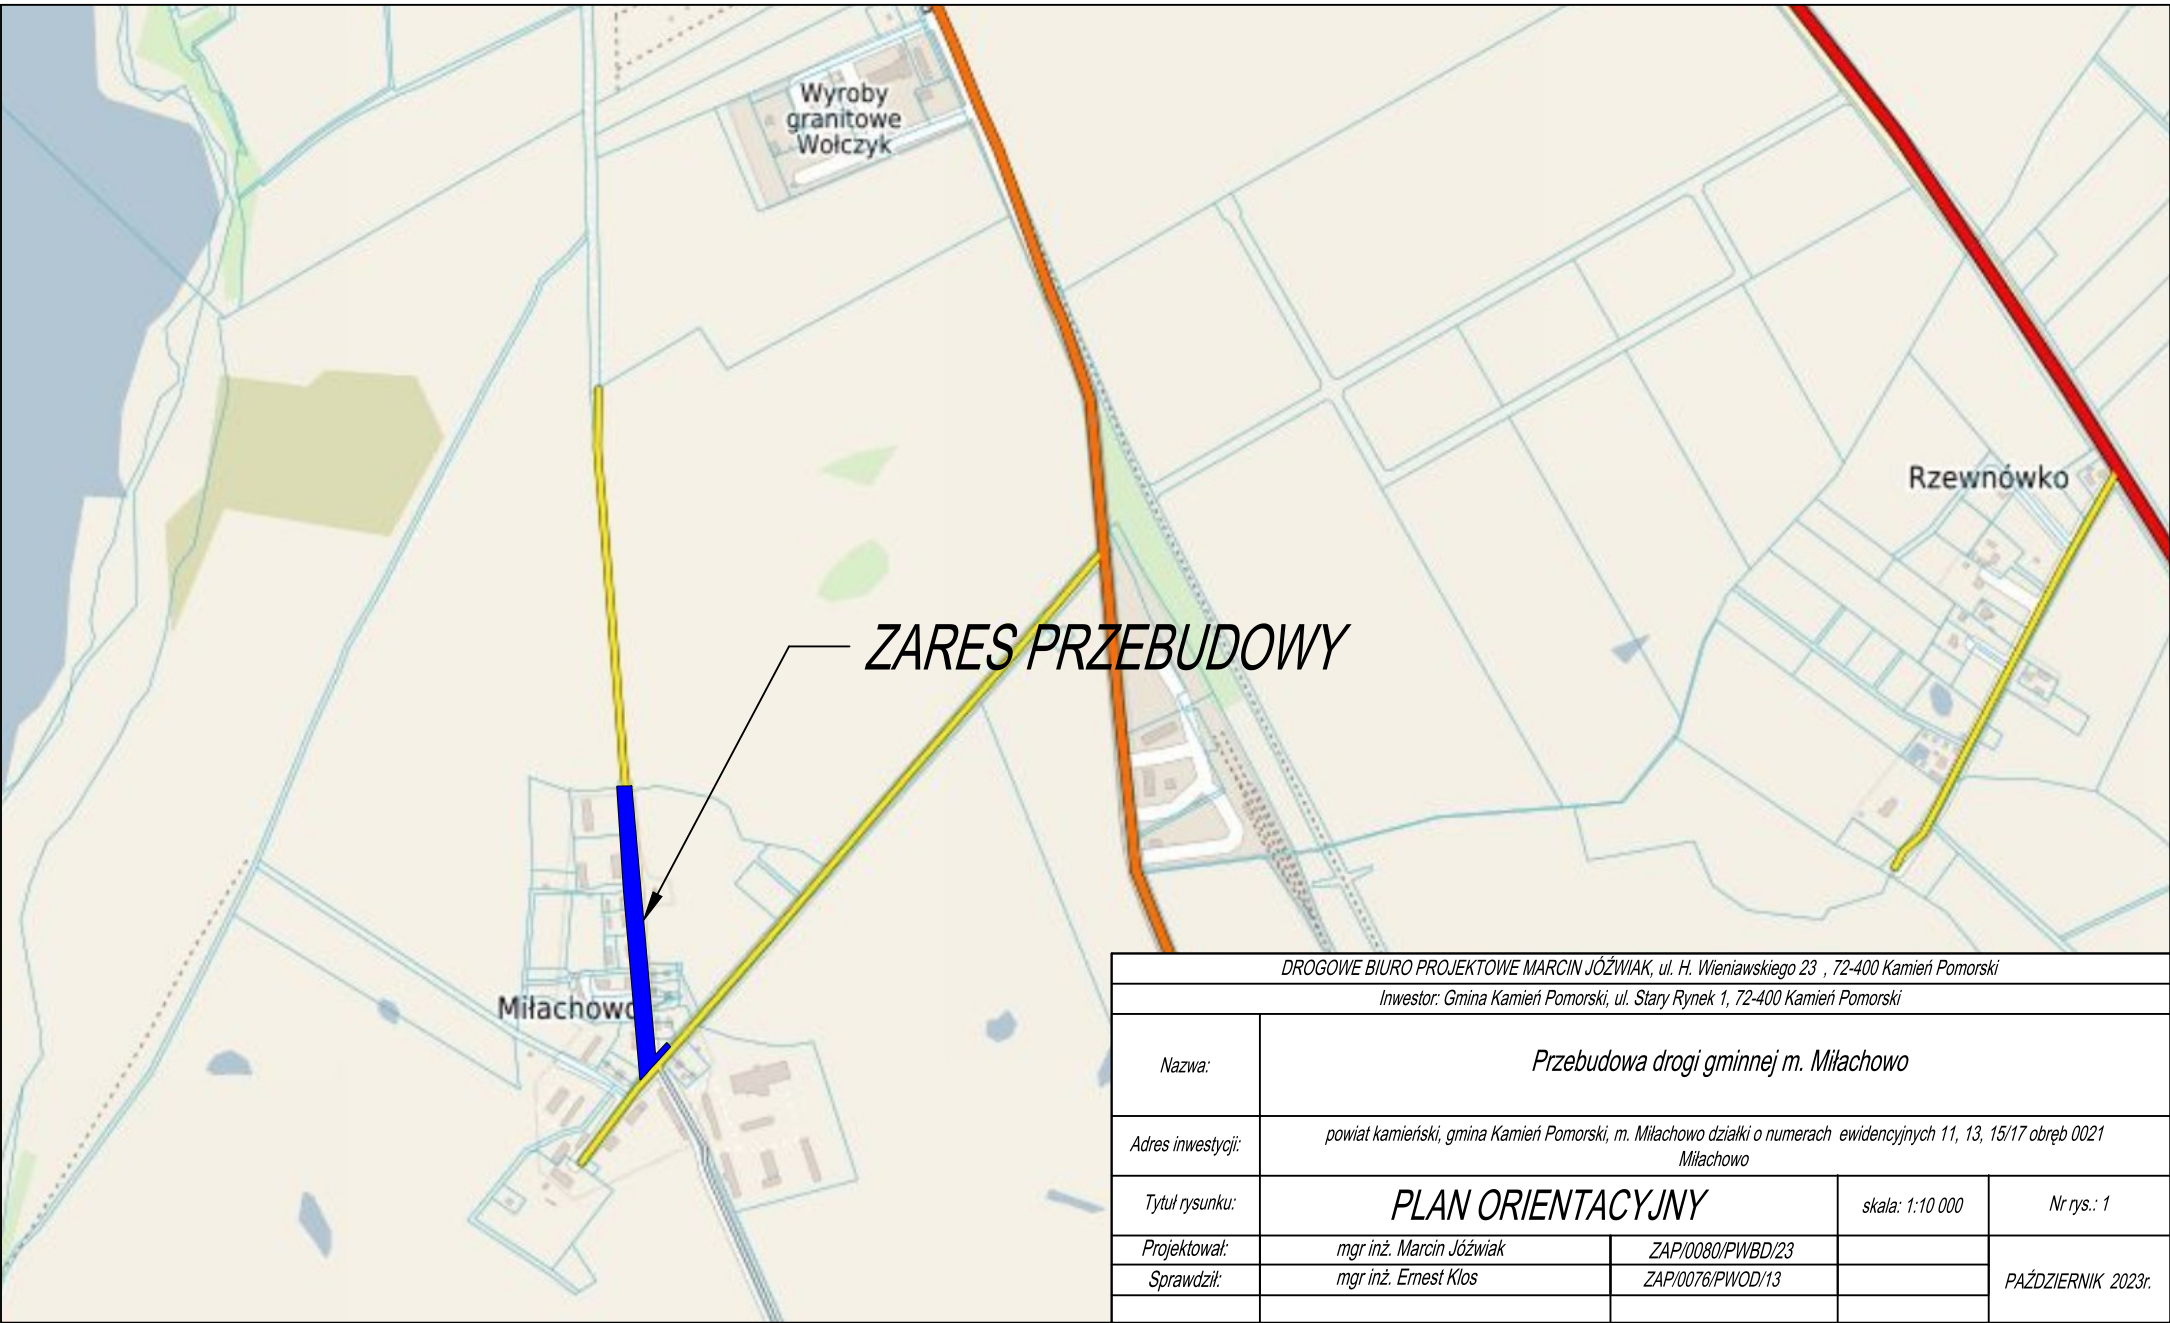 Wyroby
granitowe
Wołczyk
Rzewnówko
ZARES PRZEBUDOWY
Miłachowo
DROGOWE BIURO PROJEKTOWE MARCIN JÓŹWIAK, ul. H. Wieniawskiego 23 , 72-400 Kamień Pomorski
Inwestor: Gmina Kamień Pomorski, ul. Stary Rynek 1, 72-400 Kamień Pomorski
Nazwa: Przebudowa drogi gminnej m. Miłachowo
Adres inwestycji: powiat kamieński, gmina Kamień Pomorski, m. Miłachowo działki o numerach ewidencyjnych 11, 13, 15/17 obręb 0021
Miłachowo
Tytuł rysunku: PLAN ORIENTACYJNY skala: 1:10 000 Nr rys.: 1
Projektował: mgr inż. Marcin Jóźwiak ZAP/0080/PWBD/23
Sprawdził: mgr inż. Ernest Klos ZAP/0076/PWOD/13
PAŹDZIERNIK 2023r.